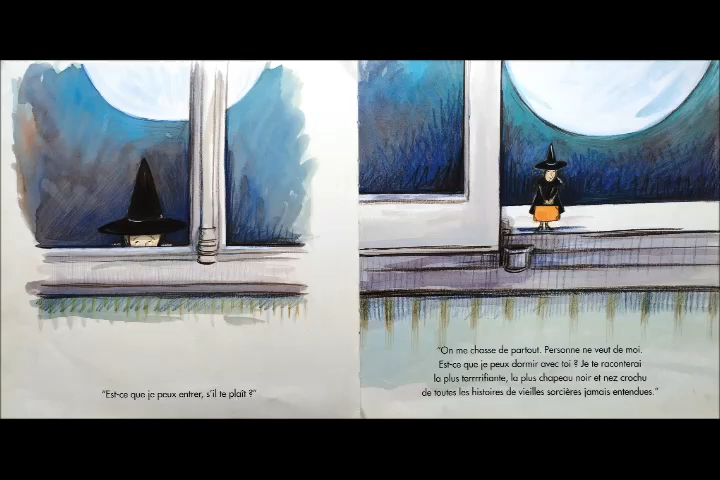 "Est-ce que je peux entrer, s'il te plaît ?"
"On me chasse de partout. Personne ne veut de moi.
Est-ce que je peux dormir avec toi ? Je te raconterai
la plus terrrrifiante, la plus chapeau noir et nez crochu
de toutes les histoires de vieilles sorcières jamais entendues."